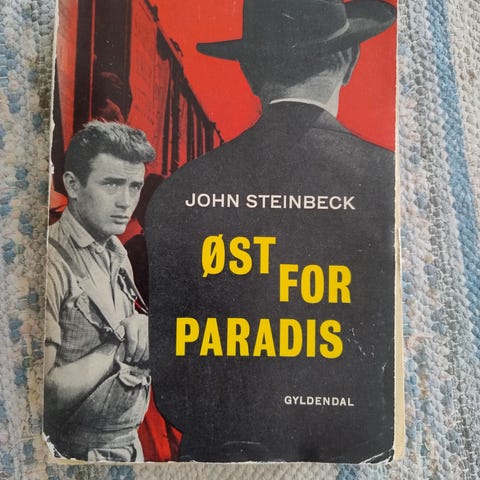 JOHN STEINBECK
ØST
FOR
PARADIS
GYLDENDAL